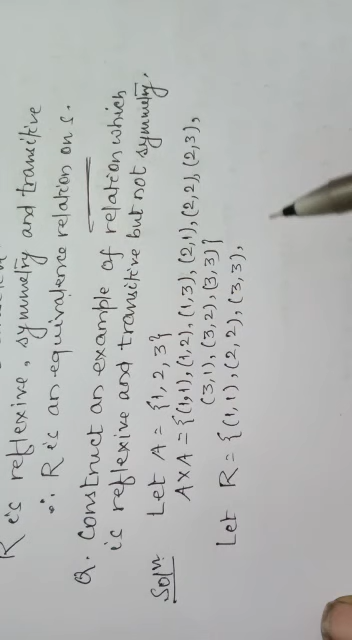 R is reflexive, symmetry and transitive
∴ R is an equivalence relation on S.
Q. Construct an example of relation which
is reflexive and transitive but not symmetry.
Soln. Let A = {1, 2, 3}
A×A = {(1,1), (1,2), (1,3), (2,1), (2,2), (2,3),
(3,1), (3,2), (3,3)}
Let R = {(1,1), (2,2), (3,3),